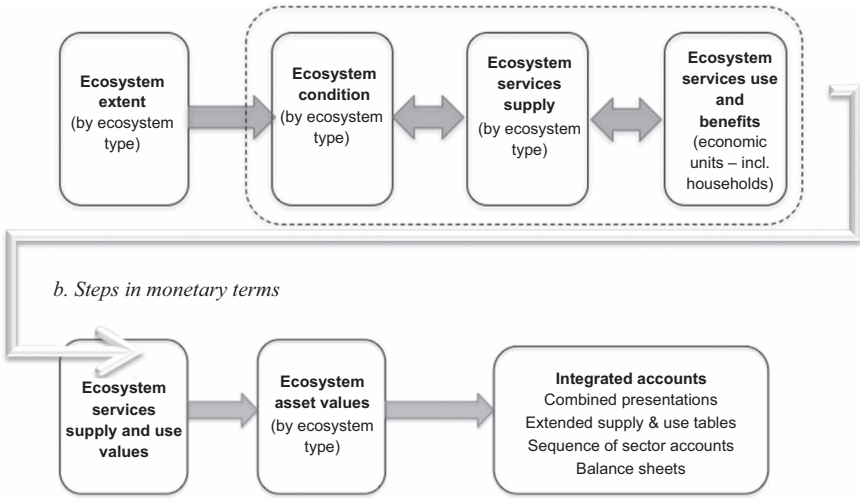 Ecosystem
extent
(by ecosystem
type)
Ecosystem
condition
(by ecosystem
type)
Ecosystem
services
supply
(by ecosystem
type)
Ecosystem
services use
and
benefits
(economic
units – incl.
households)
b. Steps in monetary terms
Ecosystem
services
supply and use
values
Ecosystem
asset values
(by ecosystem
type)
Integrated accounts
Combined presentations
Extended supply & use tables
Sequence of sector accounts
Balance sheets